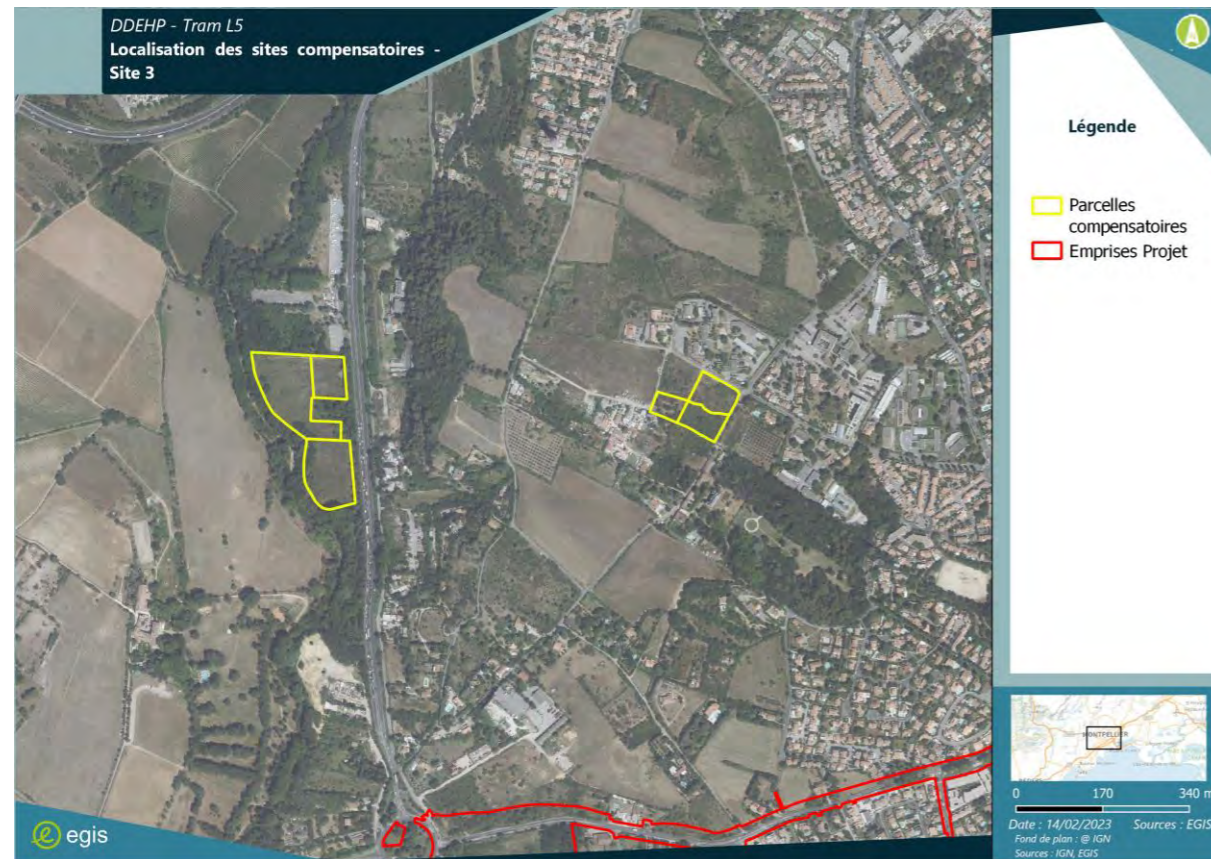 DDEHP - Tram L5
Localisation des sites compensatoires -
Site 3
Légende
Parcelles
compensatoires
Emprises Projet
MONTPELLIER
0 170 340 m
Date : 14/02/2023 Sources : EGIS
Fond de plan : @ IGN
Sources : IGN, EGIS
egis